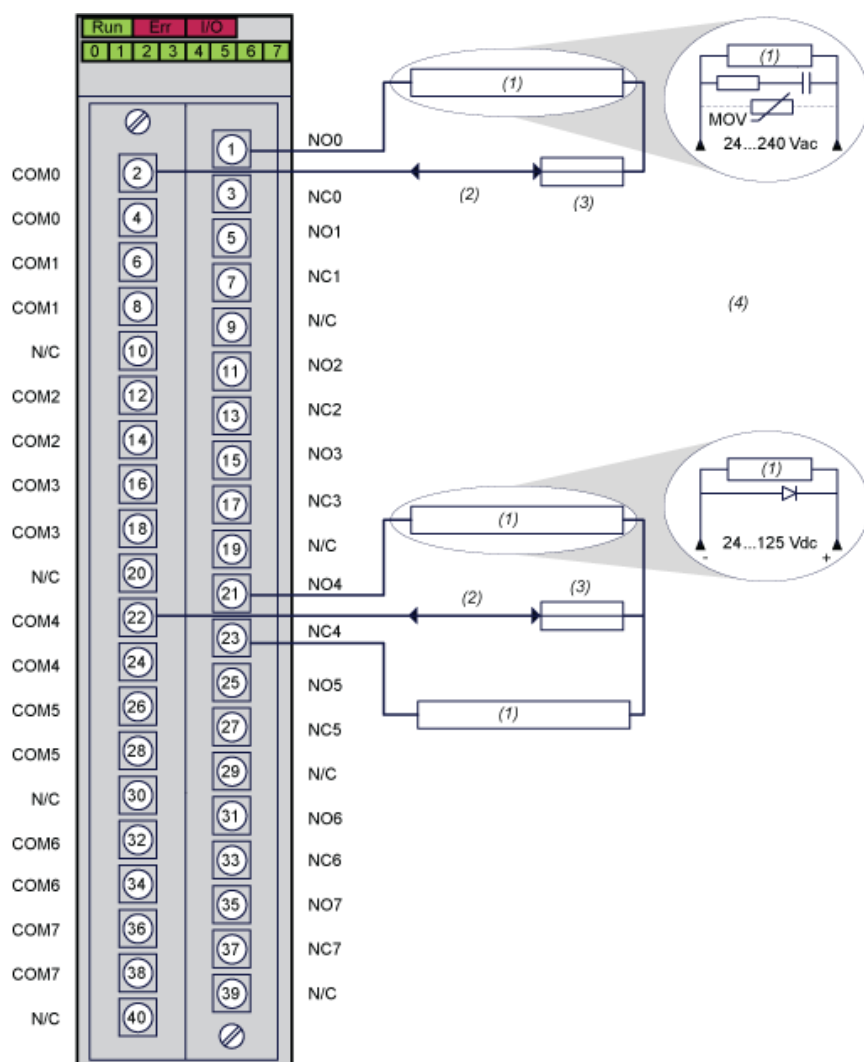 Run Err I/O
0 1 2 3 4 5 6 7
(1)
(1)
MOV
24...240 Vac
1 NO0
COM0 2
(2)
(3)
3 NC0
COM0 4
5 NO1
COM1 6
7 NC1
COM1 8
(4)
9 N/C
N/C 10
11 NO2
COM2 12
13 NC2
COM2 14
15 NO3
(1)
COM3 16
17 NC3
(1)
COM3 18
24...125 Vdc
- +
19 N/C
N/C 20
21 NO4
(2)
(3)
COM4 22
23 NC4
COM4 24
25 NO5
COM5 26
(1)
27 NC5
COM5 28
29 N/C
N/C 30
31 NO6
COM6 32
33 NC6
COM6 34
35 NO7
COM7 36
37 NC7
COM7 38
39 N/C
N/C 40